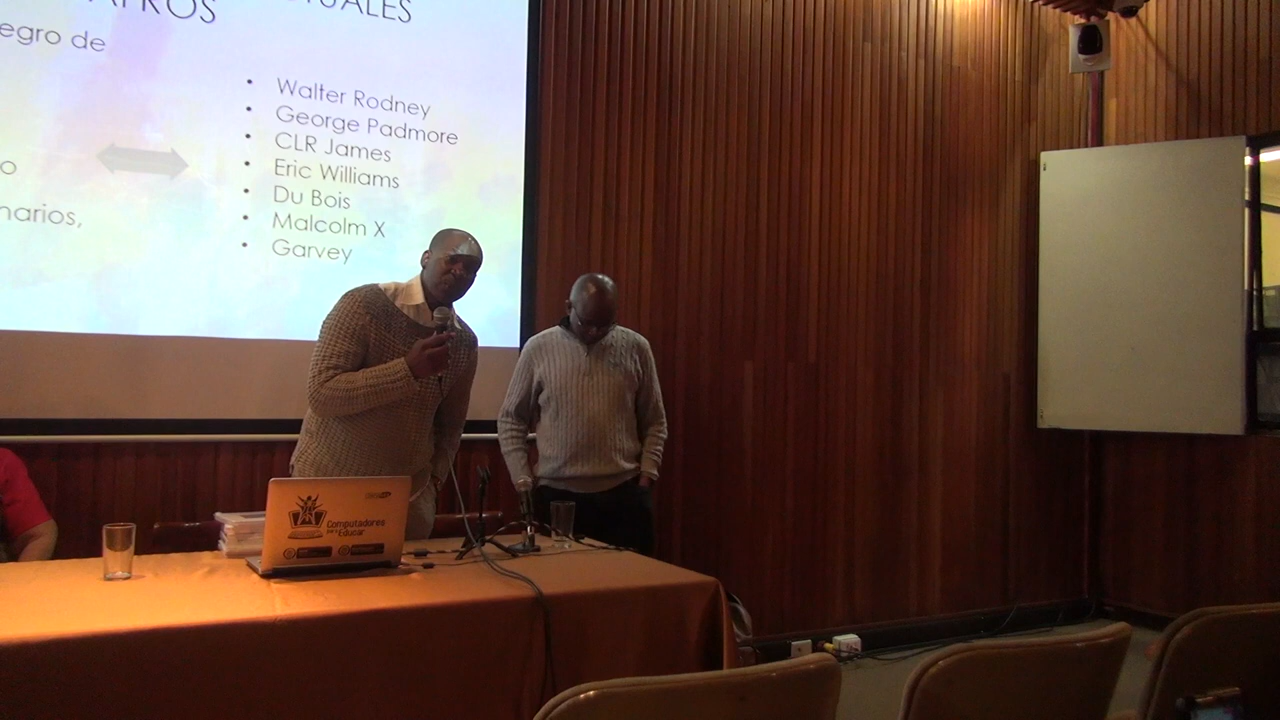 AFROS
UALES
egro de
• Walter Rodney
• George Padmore
• CLR James
• Eric Williams
• Du Bois
• Malcolm X
• Garvey
o
narios,
Computadores
para
Educar